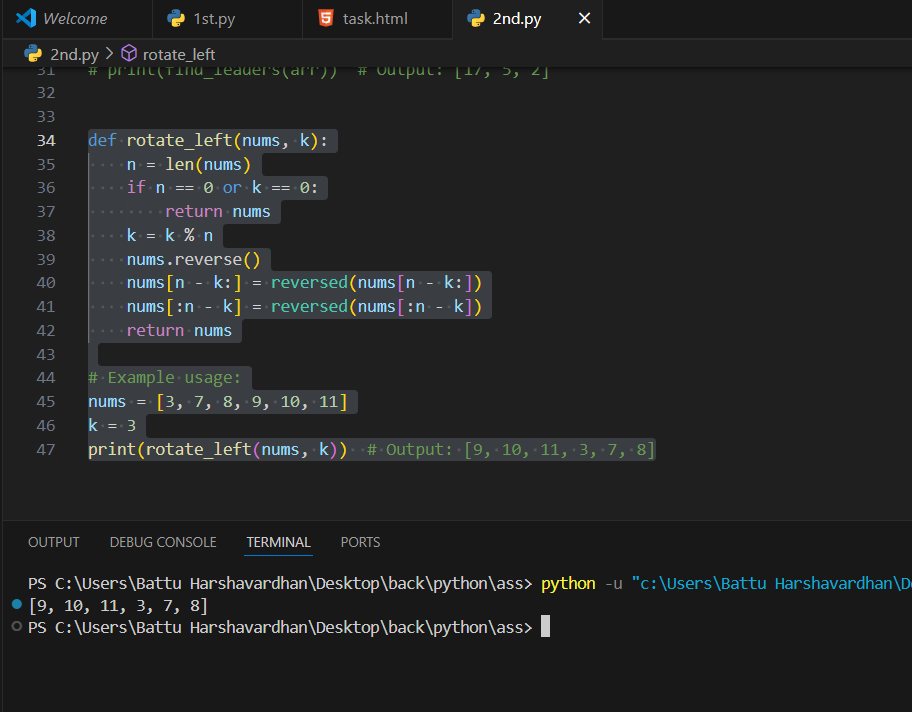 Welcome 1st.py task.html 2nd.py
2nd.py > rotate_left
31 # print(find_leaders(arr))  # Output: [17, 5, 2]
32
33
34 def rotate_left(nums, k):
35     n = len(nums)
36     if n == 0 or k == 0:
37         return nums
38     k = k % n
39     nums.reverse()
40     nums[n - k:] = reversed(nums[n - k:])
41     nums[:n - k] = reversed(nums[:n - k])
42     return nums
43
44 # Example usage:
45 nums = [3, 7, 8, 9, 10, 11]
46 k = 3
47 print(rotate_left(nums, k))  # Output: [9, 10, 11, 3, 7, 8]
OUTPUT DEBUG CONSOLE TERMINAL PORTS
PS C:\Users\Battu Harshavardhan\Desktop\back\python\ass> python -u "c:\Users\Battu Harshavardhan\D
[9, 10, 11, 3, 7, 8]
PS C:\Users\Battu Harshavardhan\Desktop\back\python\ass>